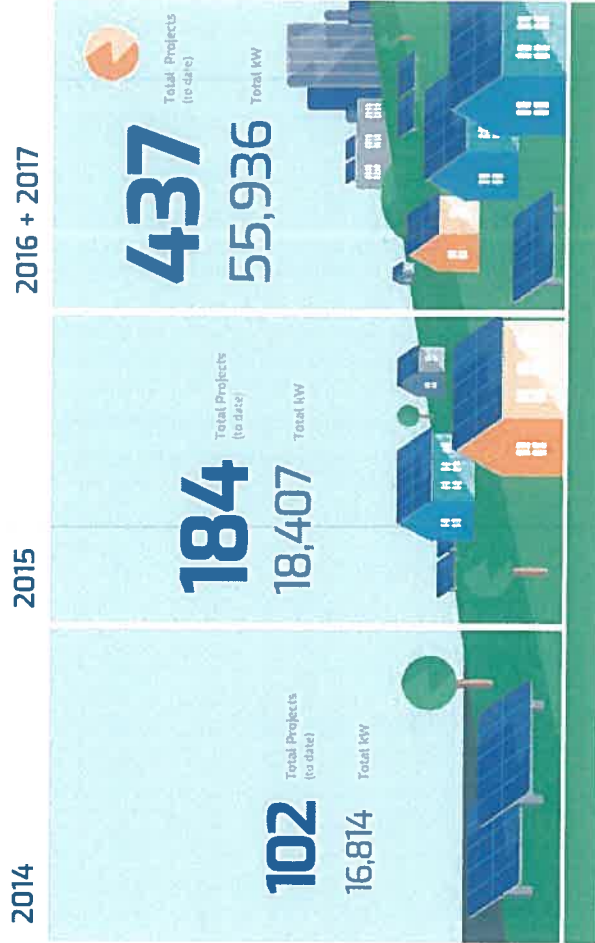 2014
102
Total Projects
(to date)
16,814
Total kW
2015
184
Total Projects
(to date)
18,407
Total kW
2016 + 2017
437
Total Projects
(to date)
55,936
Total kW